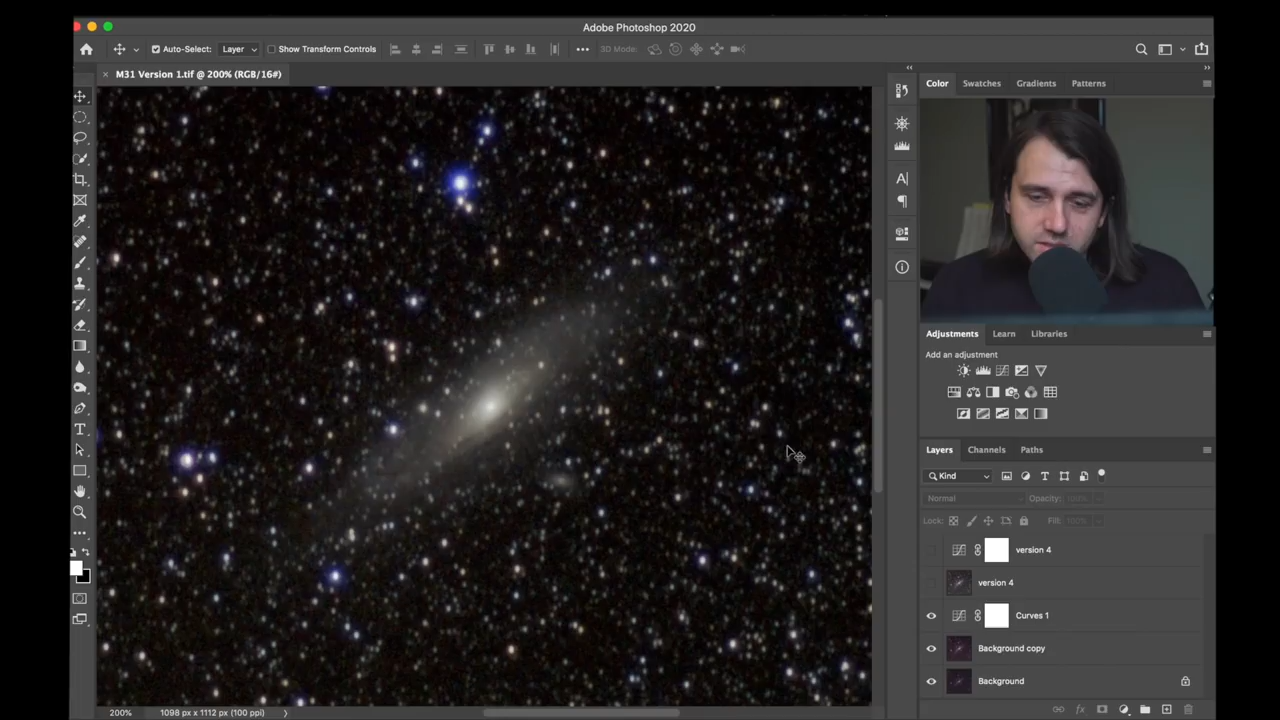 Adobe Photoshop 2020
Auto-Select: Layer Show Transform Controls 3D Mode:
M31 Version 1.tif @ 200% (RGB/16#)
Color Swatches Gradients Patterns
Adjustments Learn Libraries
Add an adjustment
Layers Channels Paths
Kind
Normal Opacity: 100%
Lock: Fill: 100%
version 4
version 4
Curves 1
Background copy
Background
200% 1098 px x 1112 px (100 ppi)